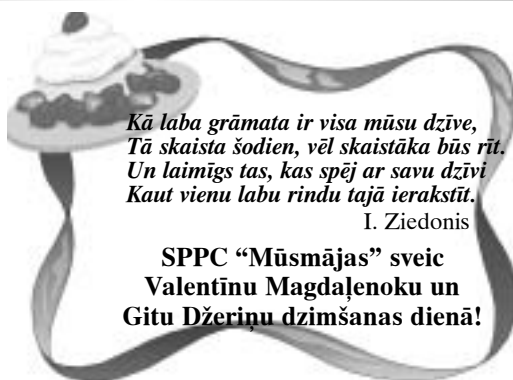 Kā laba grāmata ir visa mūsu dzīve,
Tā skaista šodien, vēl skaistāka būs rīt.
Un laimīgs tas, kas spēj ar savu dzīvi
Kaut vienu labu rindu tajā ierakstīt.
I. Ziedonis
SPPC “Mūsmājas” sveic
Valentīnu Magdaļenoku un
Gitu Džeriņu dzimšanas dienā!